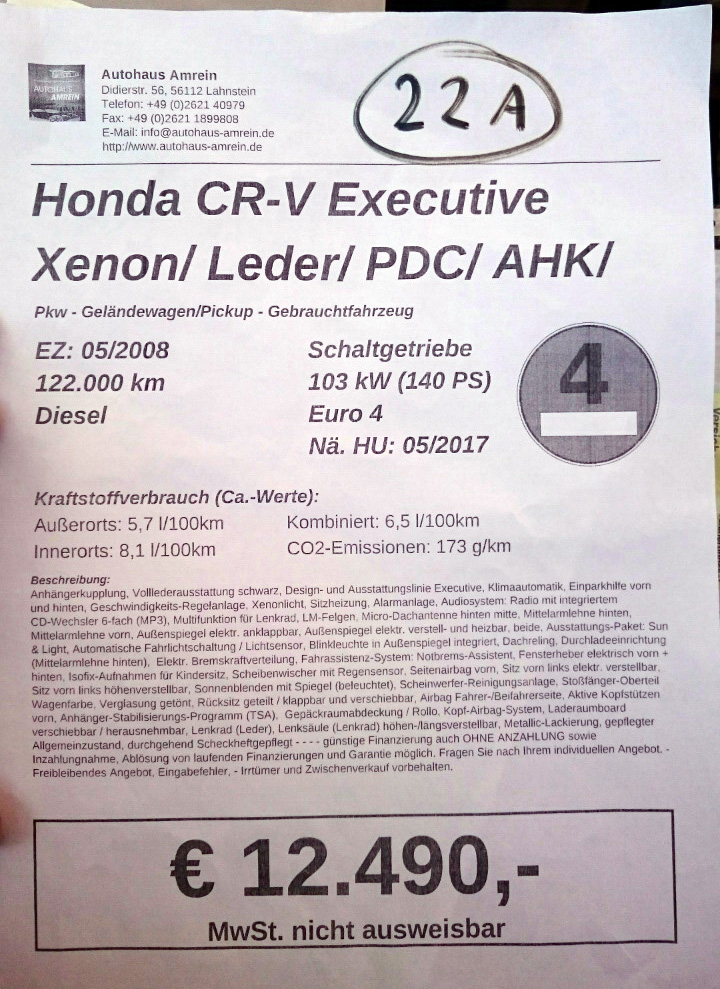 AUTOHAUS
AMREIN
Autohaus Amrein
Didierstr. 56, 56112 Lahnstein
Telefon: +49 (0)2621 40979
Fax: +49 (0)2621 1899808
E-Mail: info@autohaus-amrein.de
http://www.autohaus-amrein.de
22A
Honda CR-V Executive
Xenon/ Leder/ PDC/ AHK/
Pkw - Geländewagen/Pickup - Gebrauchtfahrzeug
EZ: 05/2008
122.000 km
Diesel
Schaltgetriebe
103 kW (140 PS)
Euro 4
Nä. HU: 05/2017
4
Kraftstoffverbrauch (Ca.-Werte):
Außerorts: 5,7 l/100km
Innerorts: 8,1 l/100km
Kombiniert: 6,5 l/100km
CO2-Emissionen: 173 g/km
Beschreibung:
Anhängerkupplung, Volllederausstattung schwarz, Design- und Ausstattungslinie Executive, Klimaautomatik, Einparkhilfe vorn
und hinten, Geschwindigkeits-Regelanlage, Xenonlicht, Sitzheizung, Alarmanlage, Audiosystem: Radio mit integriertem
CD-Wechsler 6-fach (MP3), Multifunktion für Lenkrad, LM-Felgen, Micro-Dachantenne hinten mitte, Mittelarmlehne hinten,
Mittelarmlehne vorn, Außenspiegel elektr. anklappbar, Außenspiegel elektr. verstell- und heizbar, beide, Ausstattungs-Paket: Sun
& Light, Automatische Fahrlichtschaltung / Lichtsensor, Blinkleuchte in Außenspiegel integriert, Dachreling, Durchladeeinrichtung
(Mittelarmlehne hinten), Elektr. Bremskraftverteilung, Fahrassistenz-System: Notbrems-Assistent, Fensterheber elektrisch vorn +
hinten, Isofix-Aufnahmen für Kindersitz, Scheibenwischer mit Regensensor, Seitenairbag vorn, Sitz vorn links elektr. verstellbar,
Sitz vorn links höhenverstellbar, Sonnenblenden mit Spiegel (beleuchtet), Scheinwerfer-Reinigungsanlage, Stoßfänger-Oberteil
Wagenfarbe, Verglasung getönt, Rücksitz geteilt / klappbar und verschiebbar, Airbag Fahrer-/Beifahrerseite, Aktive Kopfstützen
vorn, Anhänger-Stabilisierungs-Programm (TSA), Gepäckraumabdeckung / Rollo, Kopf-Airbag-System, Laderaumboard
verschiebbar / herausnehmbar, Lenkrad (Leder), Lenksäule (Lenkrad) höhen-/längsverstellbar, Metallic-Lackierung, gepflegter
Allgemeinzustand, durchgehend Scheckheftgepflegt - - - - günstige Finanzierung auch OHNE ANZAHLUNG sowie
Inzahlungnahme, Ablösung von laufenden Finanzierungen und Garantie möglich. Fragen Sie nach Ihrem individuellen Angebot. -
Freibleibendes Angebot, Eingabefehler, - Irrtümer und Zwischenverkauf vorbehalten.
€ 12.490,-
MwSt. nicht ausweisbar